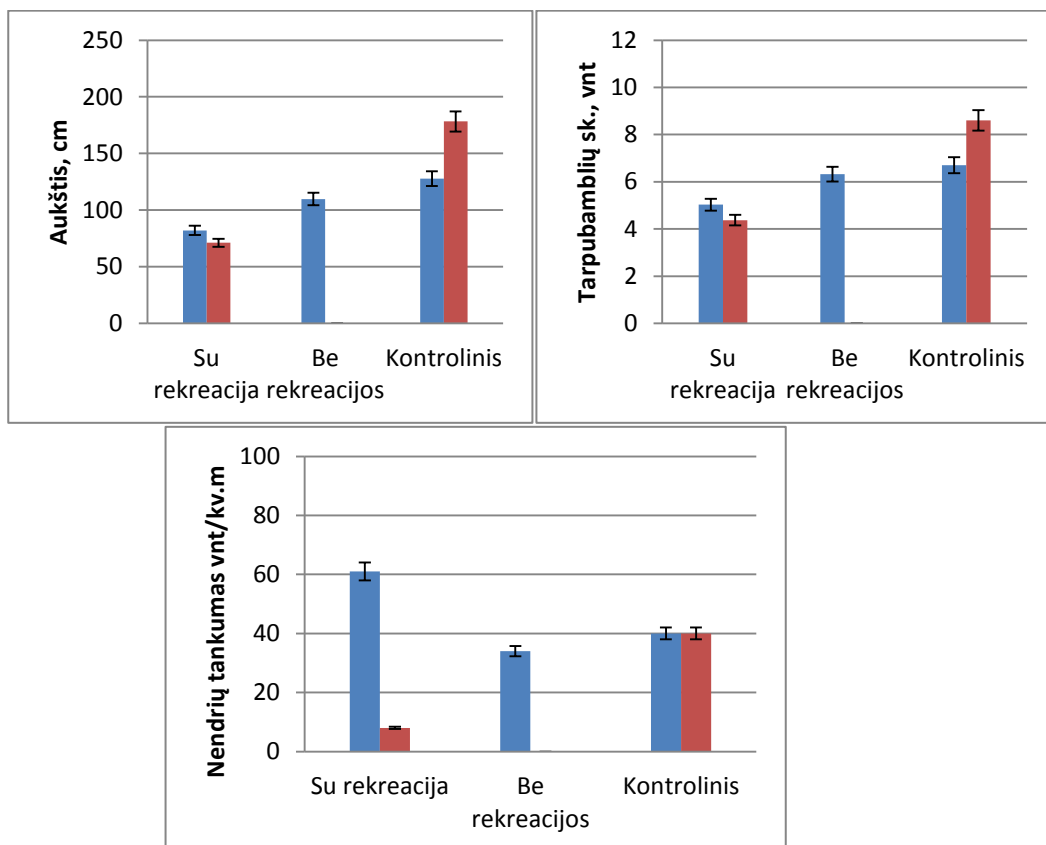 Aukštis, cm
250
200
150
100
50
0
Su Be Kontrolinis
rekreacija rekreacijos
Tarpubamblių sk., vnt
12
10
8
6
4
2
0
Su Be Kontrolinis
rekreacija rekreacijos
Nendrių tankumas vnt/kv.m
100
80
60
40
20
0
Su rekreacija Be Kontrolinis
rekreacijos